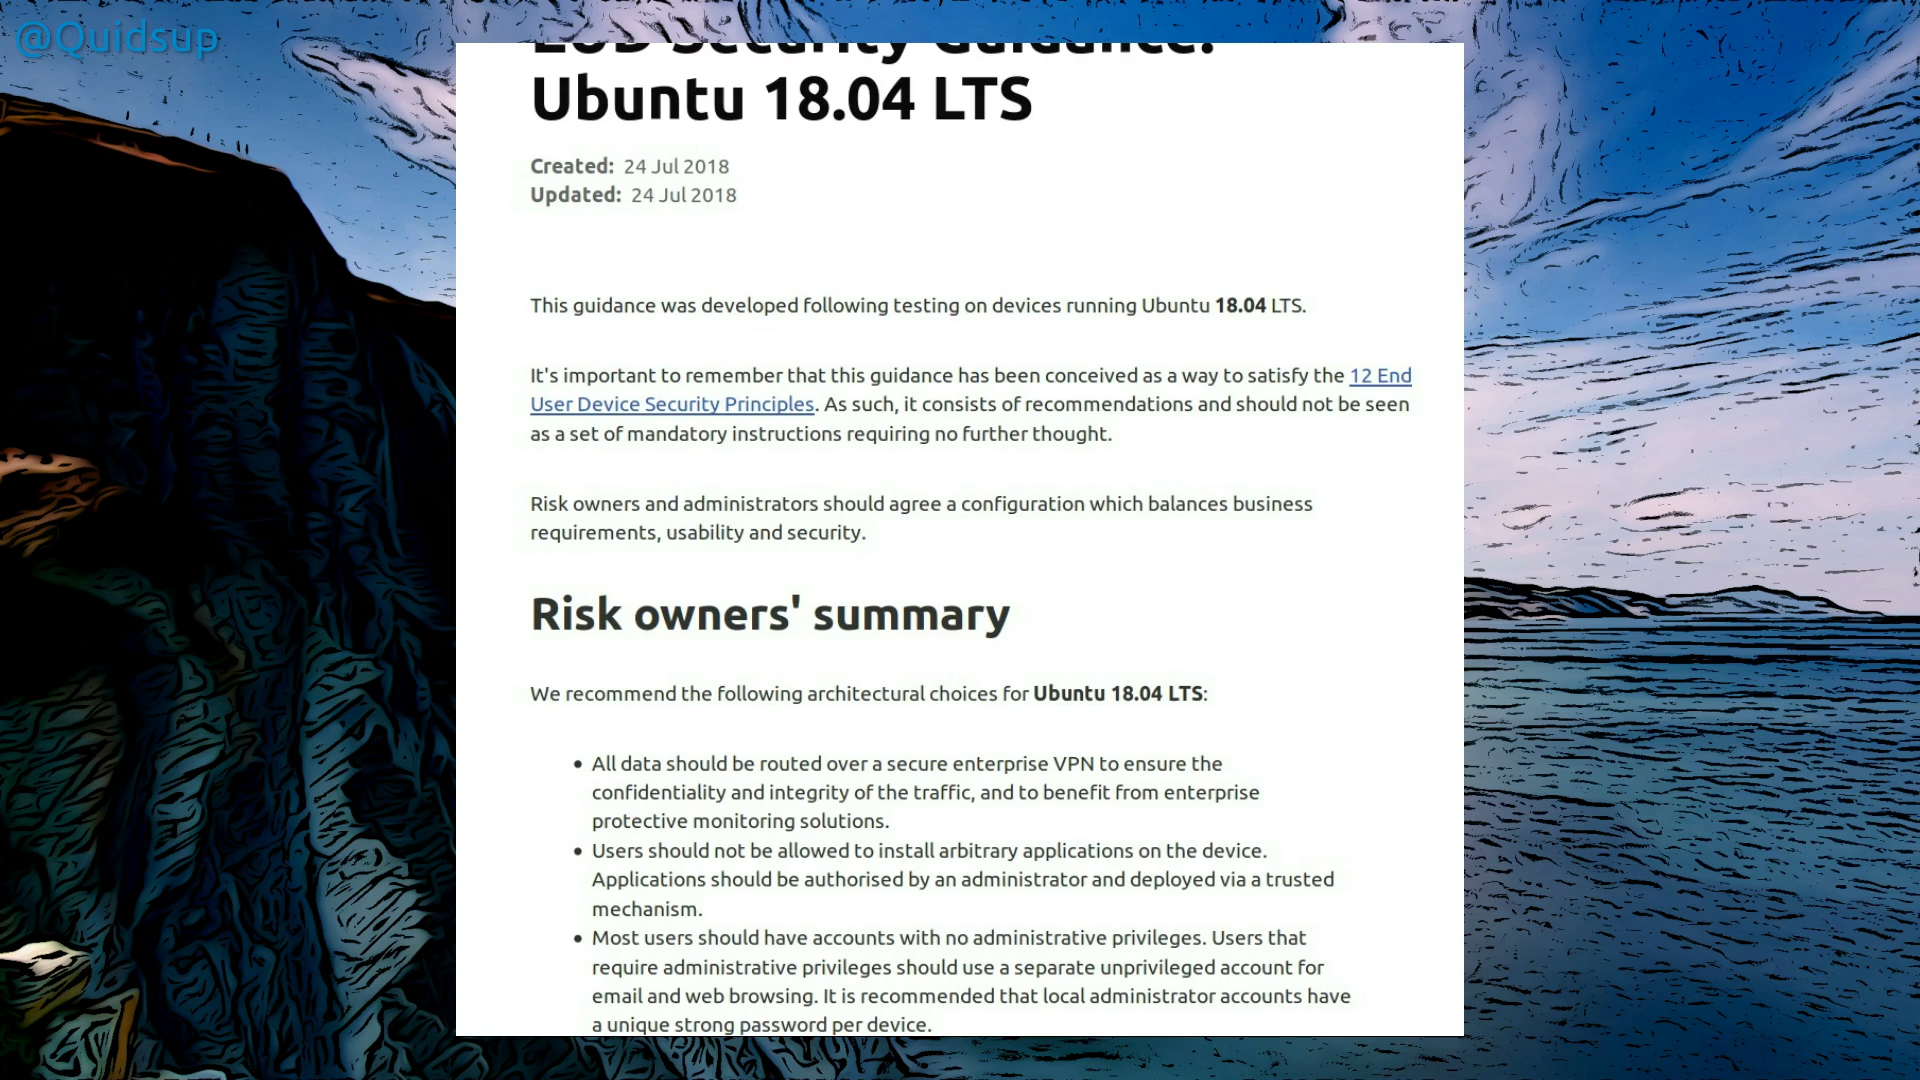 @Quidsup
EUD Security Guidance:
Ubuntu 18.04 LTS
Created: 24 Jul 2018
Updated: 24 Jul 2018
This guidance was developed following testing on devices running Ubuntu 18.04 LTS.
It's important to remember that this guidance has been conceived as a way to satisfy the 12 End
User Device Security Principles. As such, it consists of recommendations and should not be seen
as a set of mandatory instructions requiring no further thought.
Risk owners and administrators should agree a configuration which balances business
requirements, usability and security.
Risk owners' summary
We recommend the following architectural choices for Ubuntu 18.04 LTS:
• All data should be routed over a secure enterprise VPN to ensure the
confidentiality and integrity of the traffic, and to benefit from enterprise
protective monitoring solutions.
• Users should not be allowed to install arbitrary applications on the device.
Applications should be authorised by an administrator and deployed via a trusted
mechanism.
• Most users should have accounts with no administrative privileges. Users that
require administrative privileges should use a separate unprivileged account for
email and web browsing. It is recommended that local administrator accounts have
a unique strong password per device.